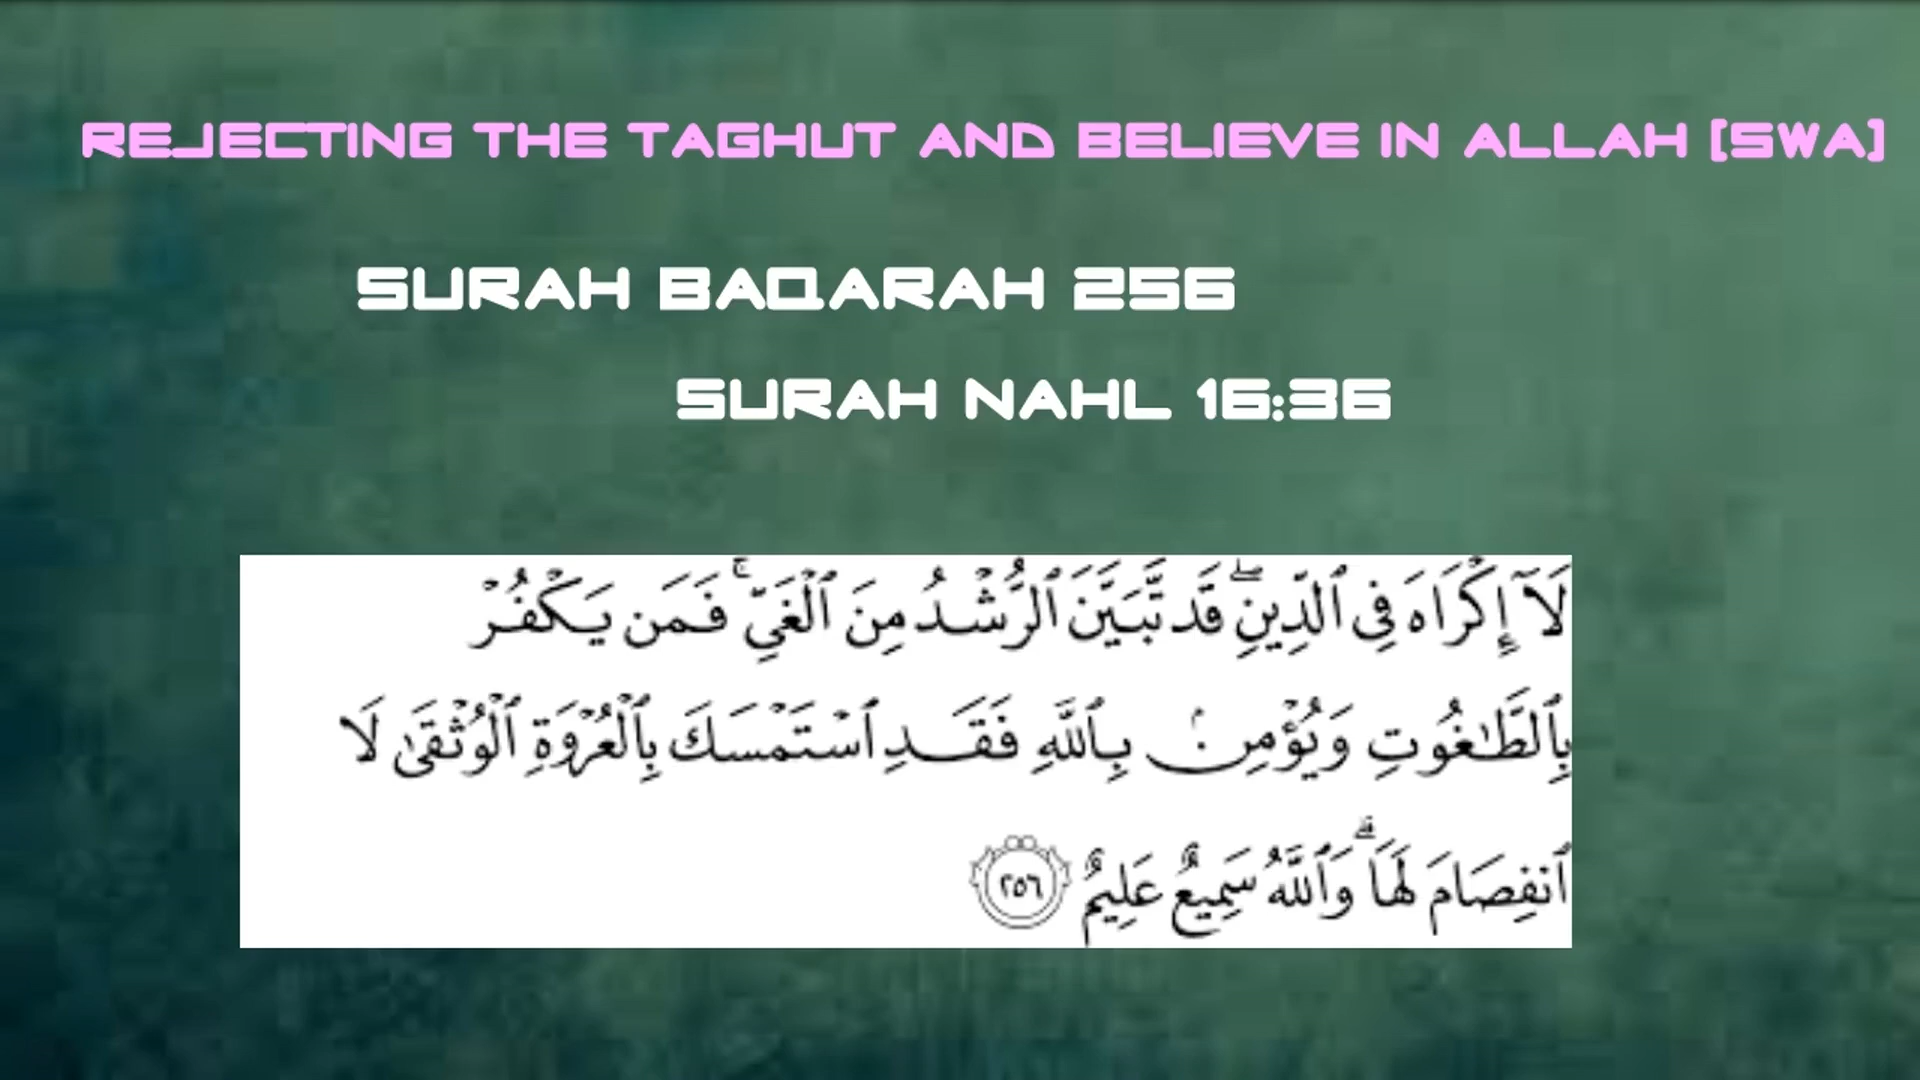 REJECTING THE TAGHUT AND BELIEVE IN ALLAH [SWA]
SURAH BAQARAH 256
SURAH NAHL 16:36
لَآ إِكْرَاهَ فِى ٱلدِّينِ ۖ قَد تَّبَيَّنَ ٱلرُّشْدُ مِنَ ٱلْغَىِّ ۚ فَمَن يَكْفُرْ
بِٱلطَّـٰغُوتِ وَيُؤْمِنۢ بِٱللَّهِ فَقَدِ ٱسْتَمْسَكَ بِٱلْعُرْوَةِ ٱلْوُثْقَىٰ لَا
ٱنفِصَامَ لَهَا ۗ وَٱللَّهُ سَمِيعٌ عَلِيمٌ ٢٥٦